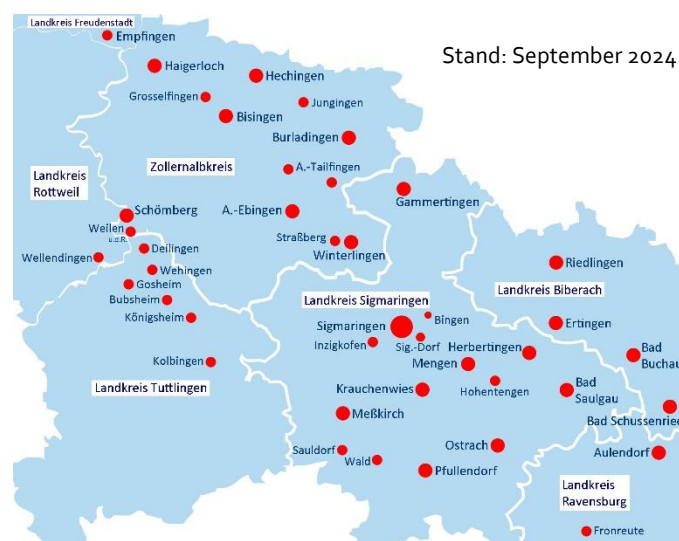 Landkreis Freudenstadt
Empfingen
Stand: September 2024
Haigerloch
Hechingen
Grosselfingen
Jungingen
Bisingen
Burladingen
Zollernalbkreis
A.-Tailfingen
Landkreis
Rottweil
Gammertingen
Schömberg
A.-Ebingen
Weilen
u.d.R.
Straßberg
Deilingen
Winterlingen
Wellendingen
Riedlingen
Wehingen
Gosheim
Landkreis Biberach
Bubsheim
Landkreis Sigmaringen
Königsheim
Bingen
Sigmaringen
Ertingen
Inzigkofen
Sig.-Dorf
Herbertingen
Bad
Buchau
Kolbingen
Mengen
Landkreis Tuttlingen
Krauchenwies
Hohentengen
Bad
Saulgau
Meßkirch
Bad Schussenried
Ostrach
Sauldorf
Aulendorf
Wald
Pfullendorf
Landkreis
Ravensburg
Fronreute